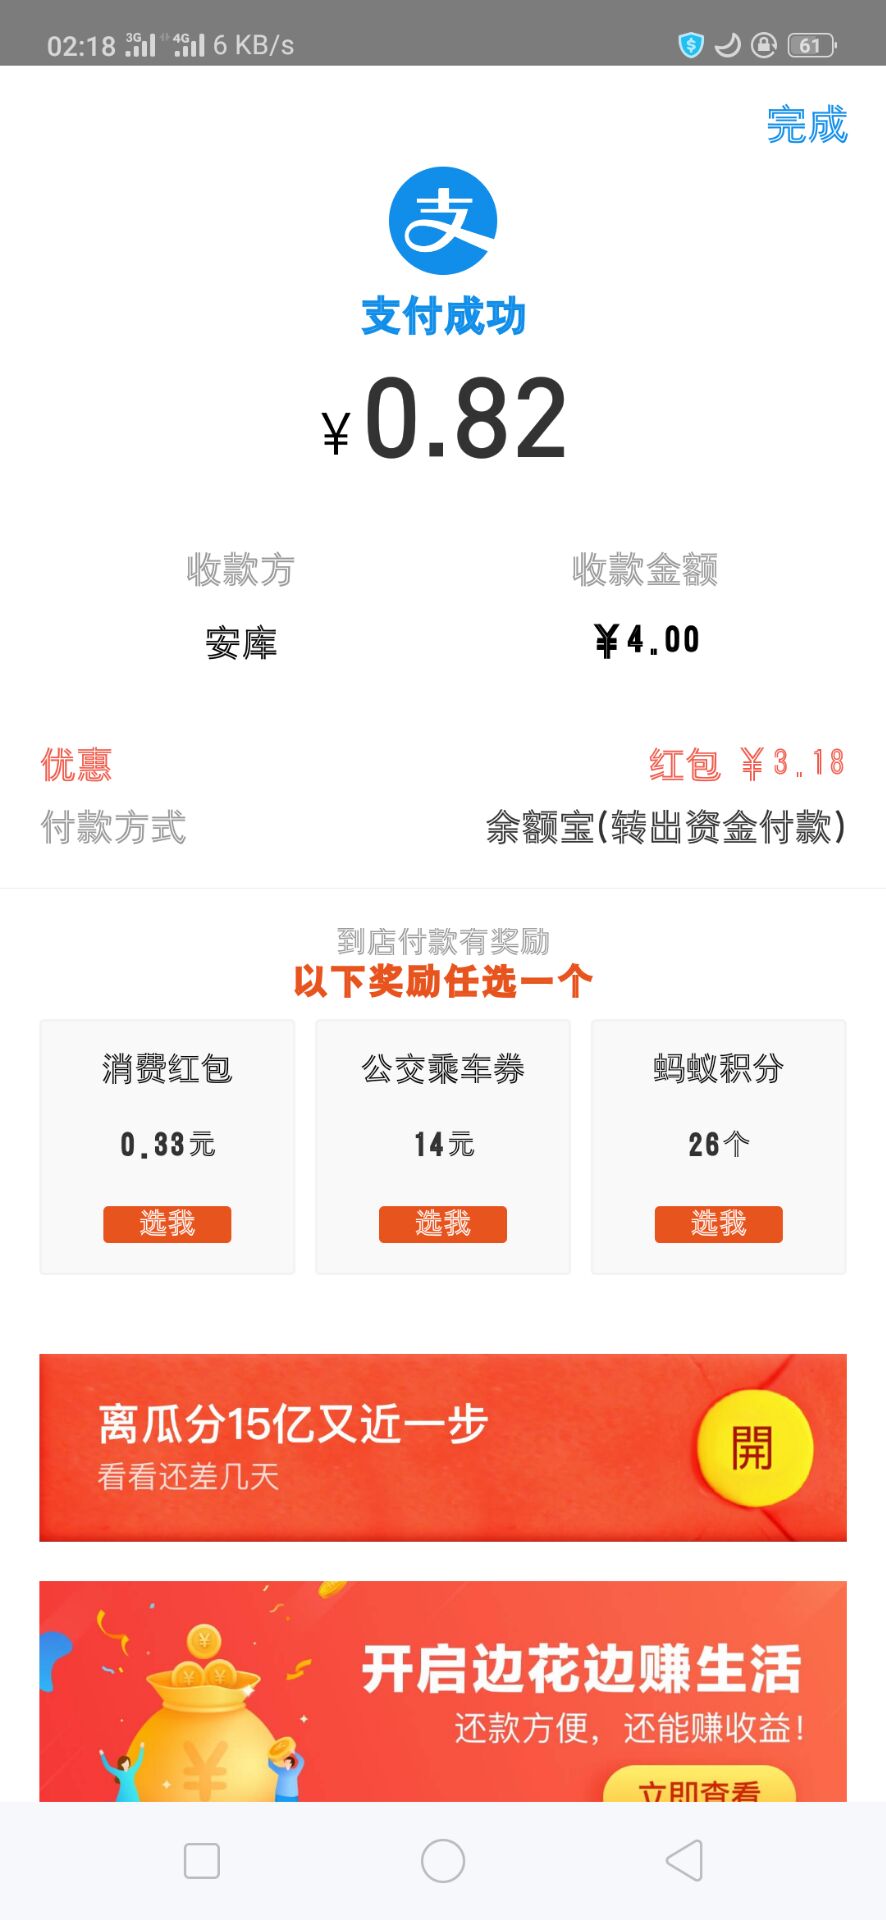 02:18 3G 4G 6 KB/s 61
完成
支
支付成功
¥0.82
收款方 收款金额
安库 ¥4.00
优惠 红包 ¥3.18
付款方式 余额宝(转出资金付款)
到店付款有奖励
以下奖励任选一个
消费红包 公交乘车券 蚂蚁积分
0.33元 14元 26个
选我 选我 选我
离瓜分15亿又近一步
看看还差几天
開
开启边花边赚生活
还款方便，还能赚收益！
立即查看